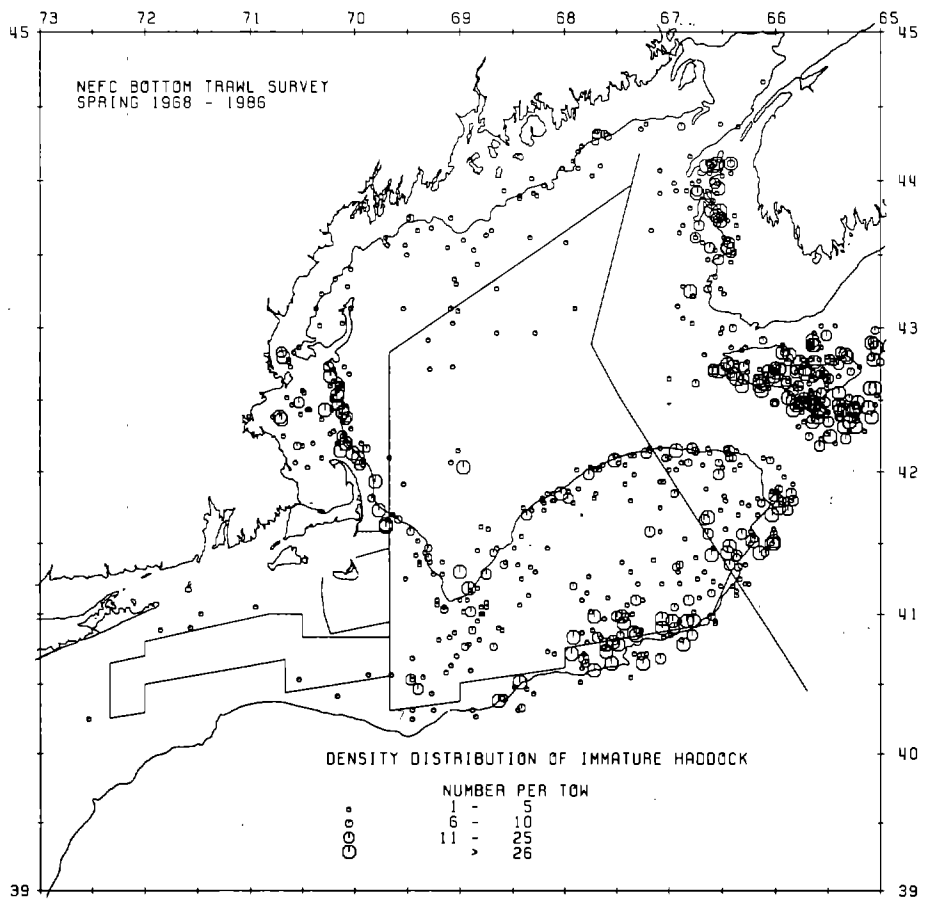 73 72 71 70 69 68 67 66 65
45 45
NEFC BOTTOM TRAWL SURVEY
SPRING 1968 - 1986
44 44
43 43
42 42
41 41
40 40
DENSITY DISTRIBUTION OF IMMATURE HADDOCK
NUMBER PER TOW
1 - 5
6 - 10
11 - 25
> 26
39 39